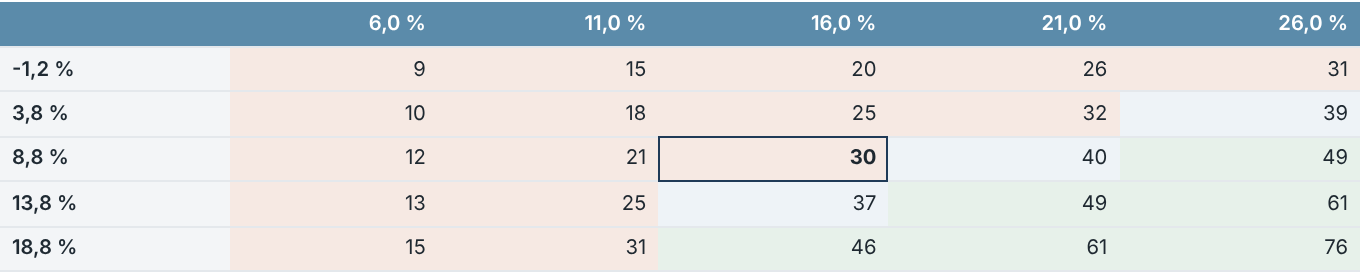 6,0 % 11,0 % 16,0 % 21,0 % 26,0 %
-1,2 % 9 15 20 26 31
3,8 % 10 18 25 32 39
8,8 % 12 21 30 40 49
13,8 % 13 25 37 49 61
18,8 % 15 31 46 61 76